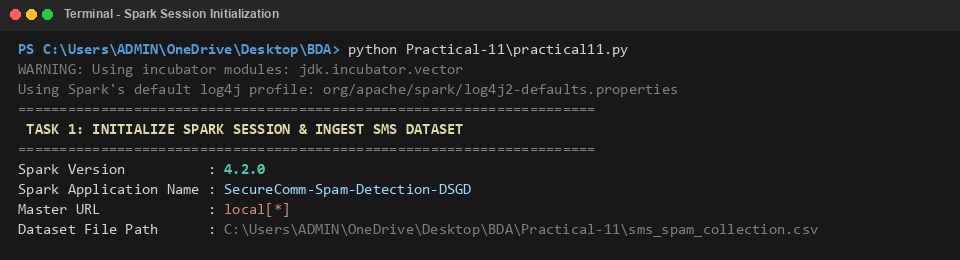 Terminal - Spark Session Initialization
PS C:\Users\ADMIN\OneDrive\Desktop\BDA> python Practical-11\practical11.py
WARNING: Using incubator modules: jdk.incubator.vector
Using Spark's default log4j profile: org/apache/spark/log4j2-defaults.properties
======================================================================
TASK 1: INITIALIZE SPARK SESSION & INGEST SMS DATASET
======================================================================
Spark Version          : 4.2.0
Spark Application Name : SecureComm-Spam-Detection-DSGD
Master URL             : local[*]
Dataset File Path      : C:\Users\ADMIN\OneDrive\Desktop\BDA\Practical-11\sms_spam_collection.csv